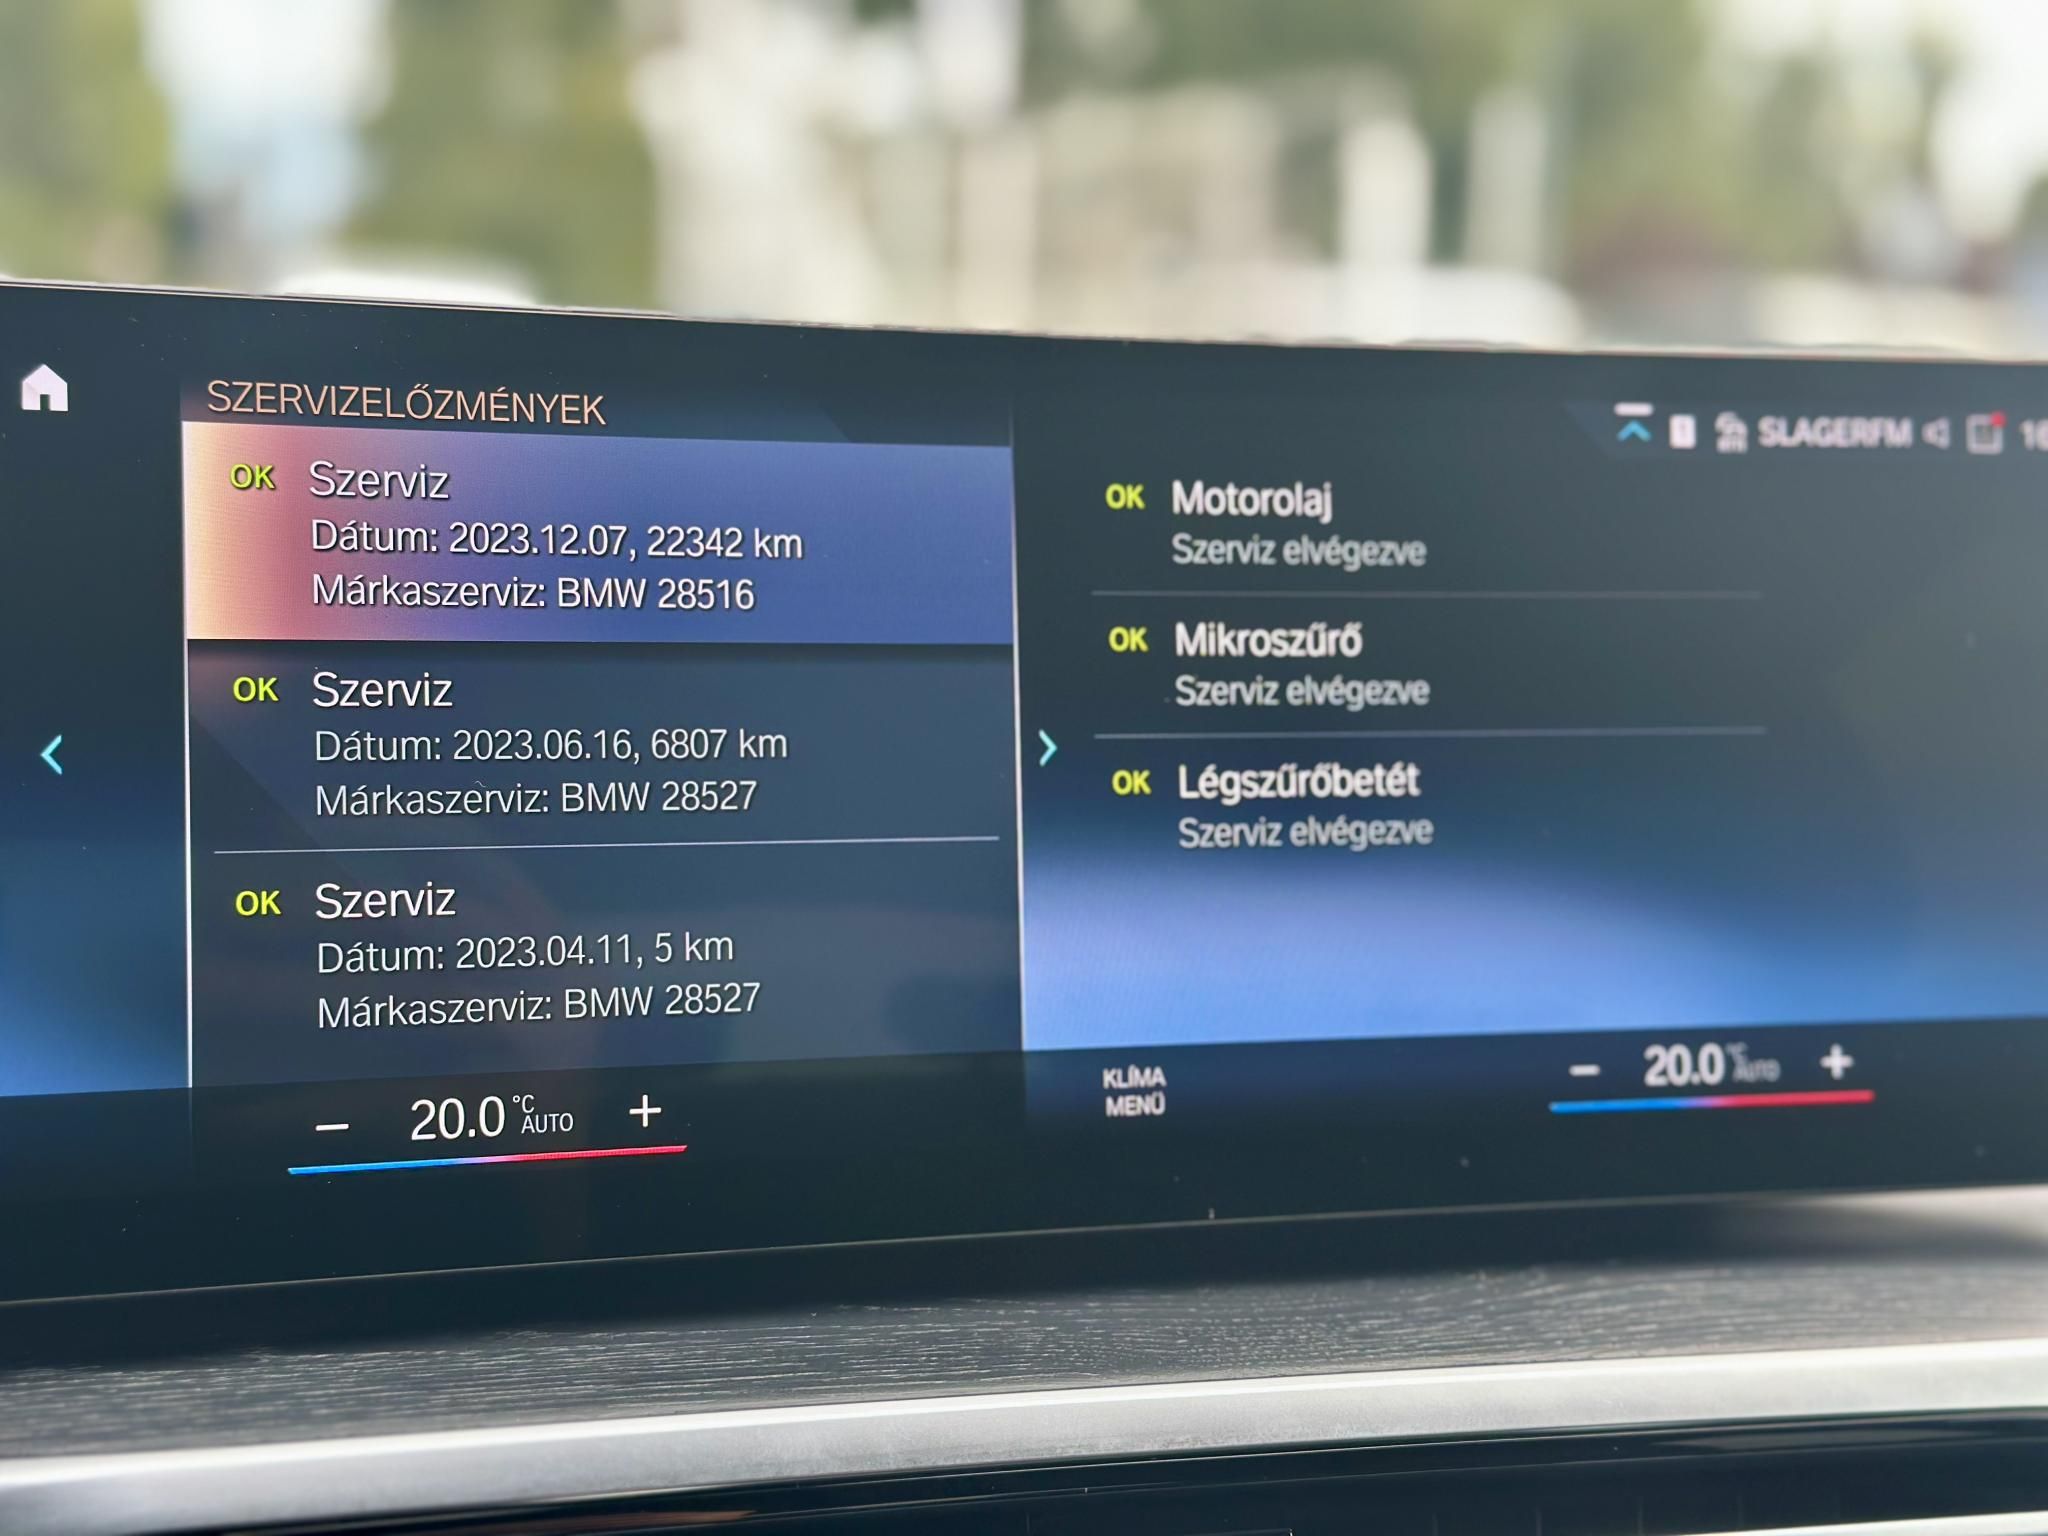 SZERVIZELŐZMÉNYEK
OK Szerviz
Dátum: 2023.12.07, 22342 km
Márkaszerviz: BMW 28516
OK Szerviz
Dátum: 2023.06.16, 6807 km
Márkaszerviz: BMW 28527
OK Szerviz
Dátum: 2023.04.11, 5 km
Márkaszerviz: BMW 28527
SLAGERFM
OK Motorolaj
Szerviz elvégezve
OK Mikroszűrő
Szerviz elvégezve
OK Légszűrőbetét
Szerviz elvégezve
− 20.0 °C AUTO +
KLÍMA
MENÜ
− 20.0 °C AUTO +